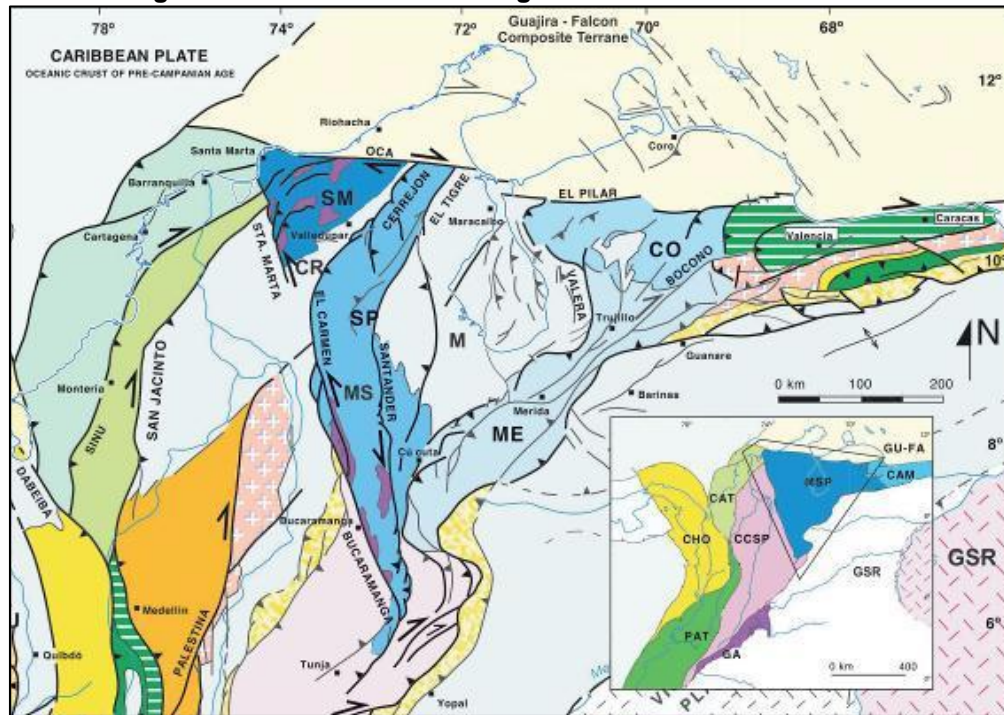 78°
74°
72°
70°
68°
Guajira - Falcon
Composite Terrane
CARIBBEAN PLATE
OCEANIC CRUST OF PRE-CAMPANIAN AGE
12°
Riohacha
Coro
Santa Marta
OCA
Barranquilla
SM
CERREJON
EL TIGRE
EL PILAR
Maracaibo
Caracas
Cartagena
Valledupar
STA. MARTA
CR
CO
BOCONO
Valencia
10°
EL CARMEN
SP
VALERA
Trujillo
M
SANTANDER
Guanare
N
0 km 100 200
Monteria
SAN JACINTO
SINU
MS
Merida
Barinas
ME
8°
Cúcuta
DABEIBA
Bucaramanga
BUCARAMANGA
GU-FA
MSP
CAM
CAT
CHO
CCSP
GSR
GSR
Medellin
PALESTINA
6°
PAT
GA
Quibdó
Tunja
Yopal
0 km 400